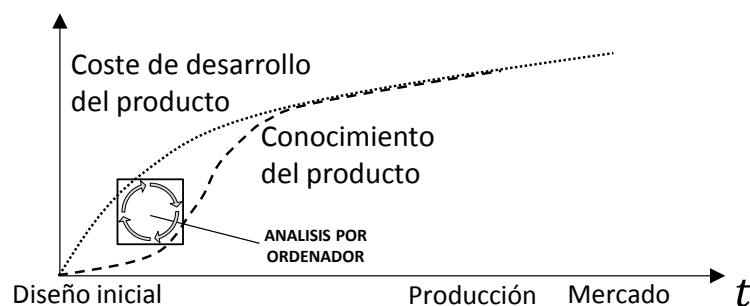 Coste de desarrollo
del producto
Conocimiento
del producto
ANALISIS POR
ORDENADOR
Diseño inicial
Producción
Mercado
t